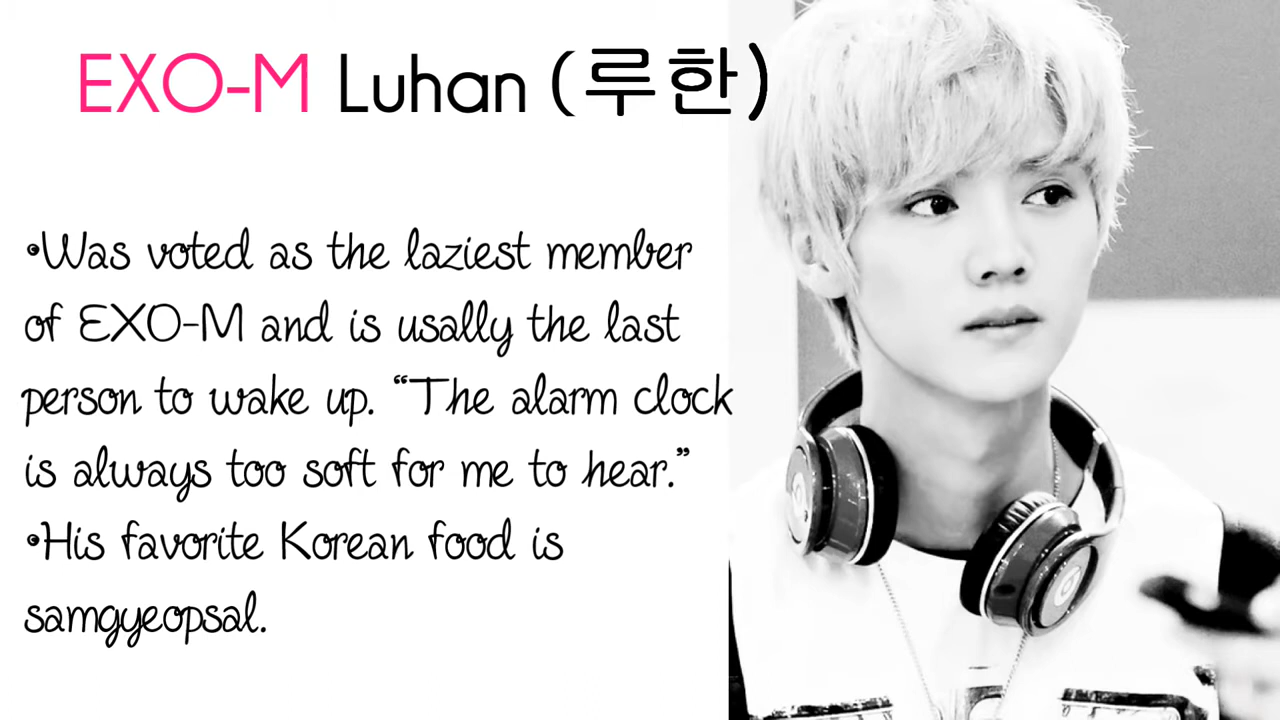 EXO-M Luhan (루한)
•Was voted as the laziest member
of EXO-M and is usally the last
person to wake up. “The alarm clock
is always too soft for me to hear.”
•His favorite Korean food is
samgyeopsal.